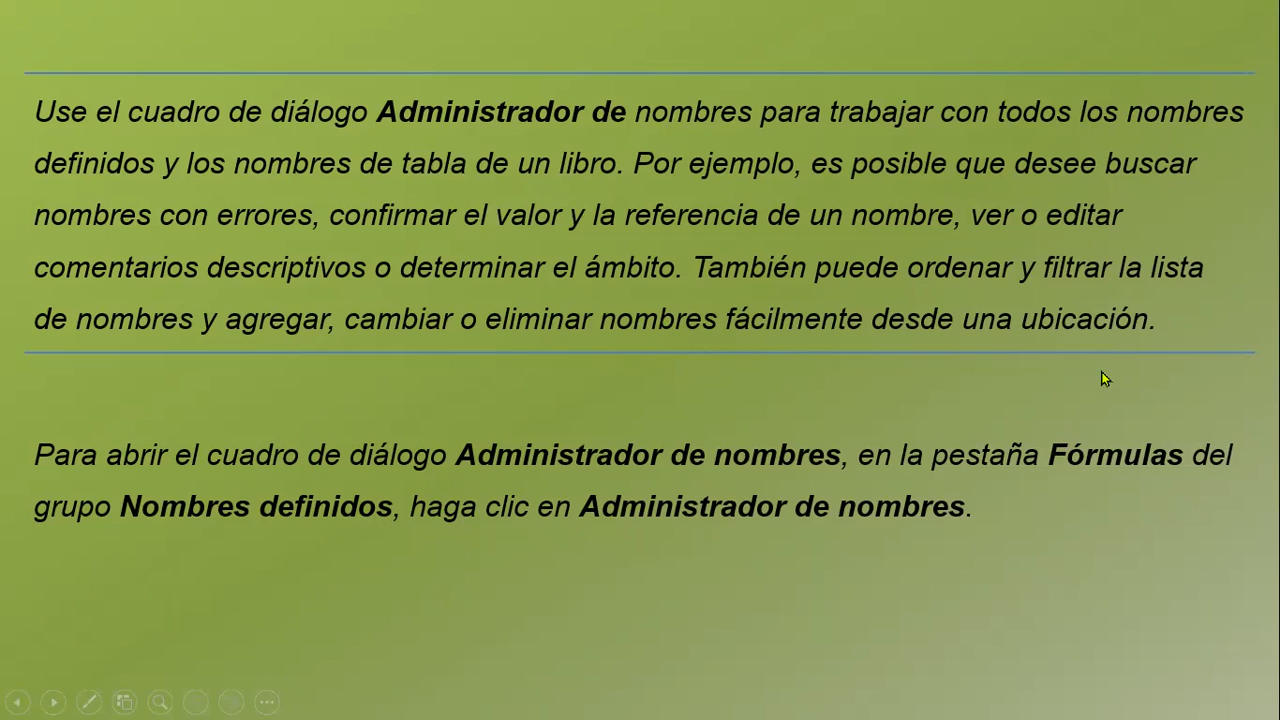 Use el cuadro de diálogo Administrador de nombres para trabajar con todos los nombres
definidos y los nombres de tabla de un libro. Por ejemplo, es posible que desee buscar
nombres con errores, confirmar el valor y la referencia de un nombre, ver o editar
comentarios descriptivos o determinar el ámbito. También puede ordenar y filtrar la lista
de nombres y agregar, cambiar o eliminar nombres fácilmente desde una ubicación.
Para abrir el cuadro de diálogo Administrador de nombres, en la pestaña Fórmulas del
grupo Nombres definidos, haga clic en Administrador de nombres.